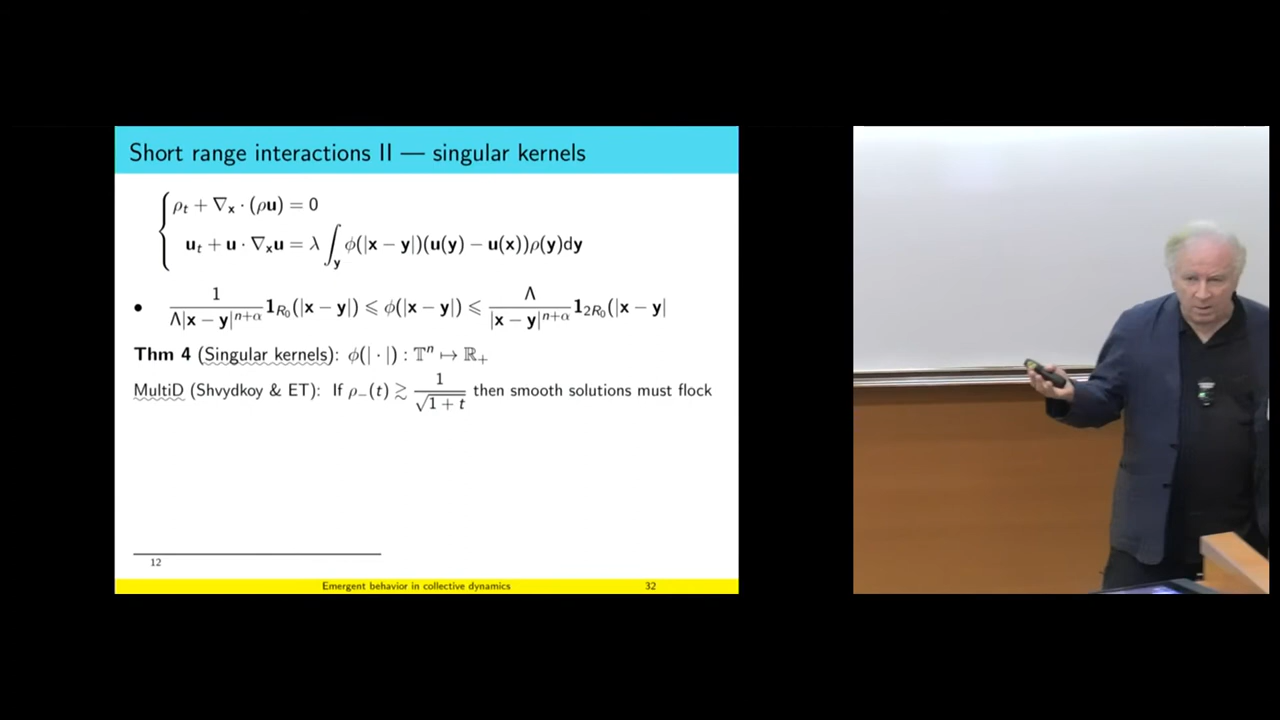 Short range interactions II — singular kernels
ρ_t + ∇_x · (ρu) = 0
u_t + u · ∇_x u = λ ∫_y φ(|x − y|)(u(y) − u(x))ρ(y)dy
• 1/(Λ|x − y|^{n+α}) 1_{R_0}(|x − y|) ⩽ φ(|x − y|) ⩽ Λ/|x − y|^{n+α} 1_{2R_0}(|x − y|
Thm 4 (Singular kernels): φ(| · |) : 𝕋^n ↦ ℝ_+
MultiD (Shvydkoy & ET): If ρ_−(t) ≳ 1/√(1 + t) then smooth solutions must flock
12
Emergent behavior in collective dynamics 32